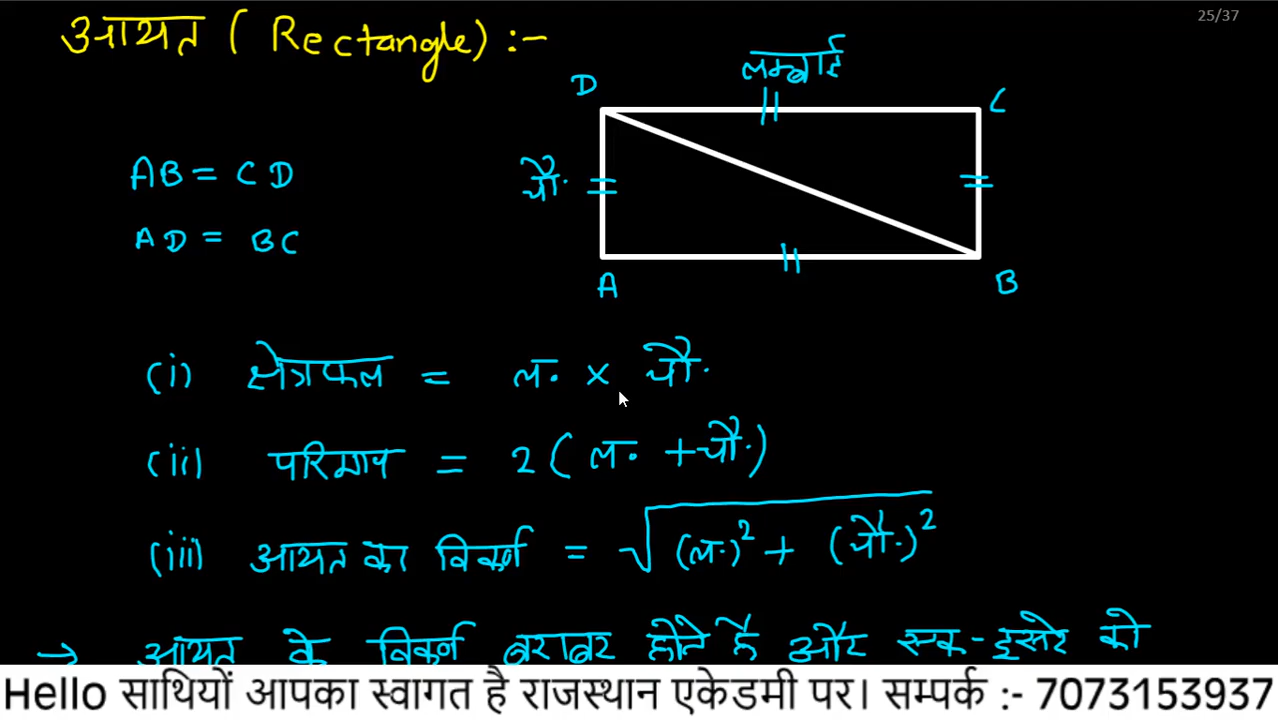 25/37
आयत ( Rectangle) :-
लम्बाई
D
C
चौ.
AB = CD
AD = BC
A
B
(i) क्षेत्रफल = ल. × चौ.
(ii) परिमाप = 2 ( ल. + चौ.)
(iii) आयत का विकर्ण = √(ल.)² + (चौ.)²
→ आयत के विकर्ण बराबर होते है और एक-दूसरे को
Hello साथियों आपका स्वागत है राजस्थान एकेडमी पर। सम्पर्क :- 7073153937